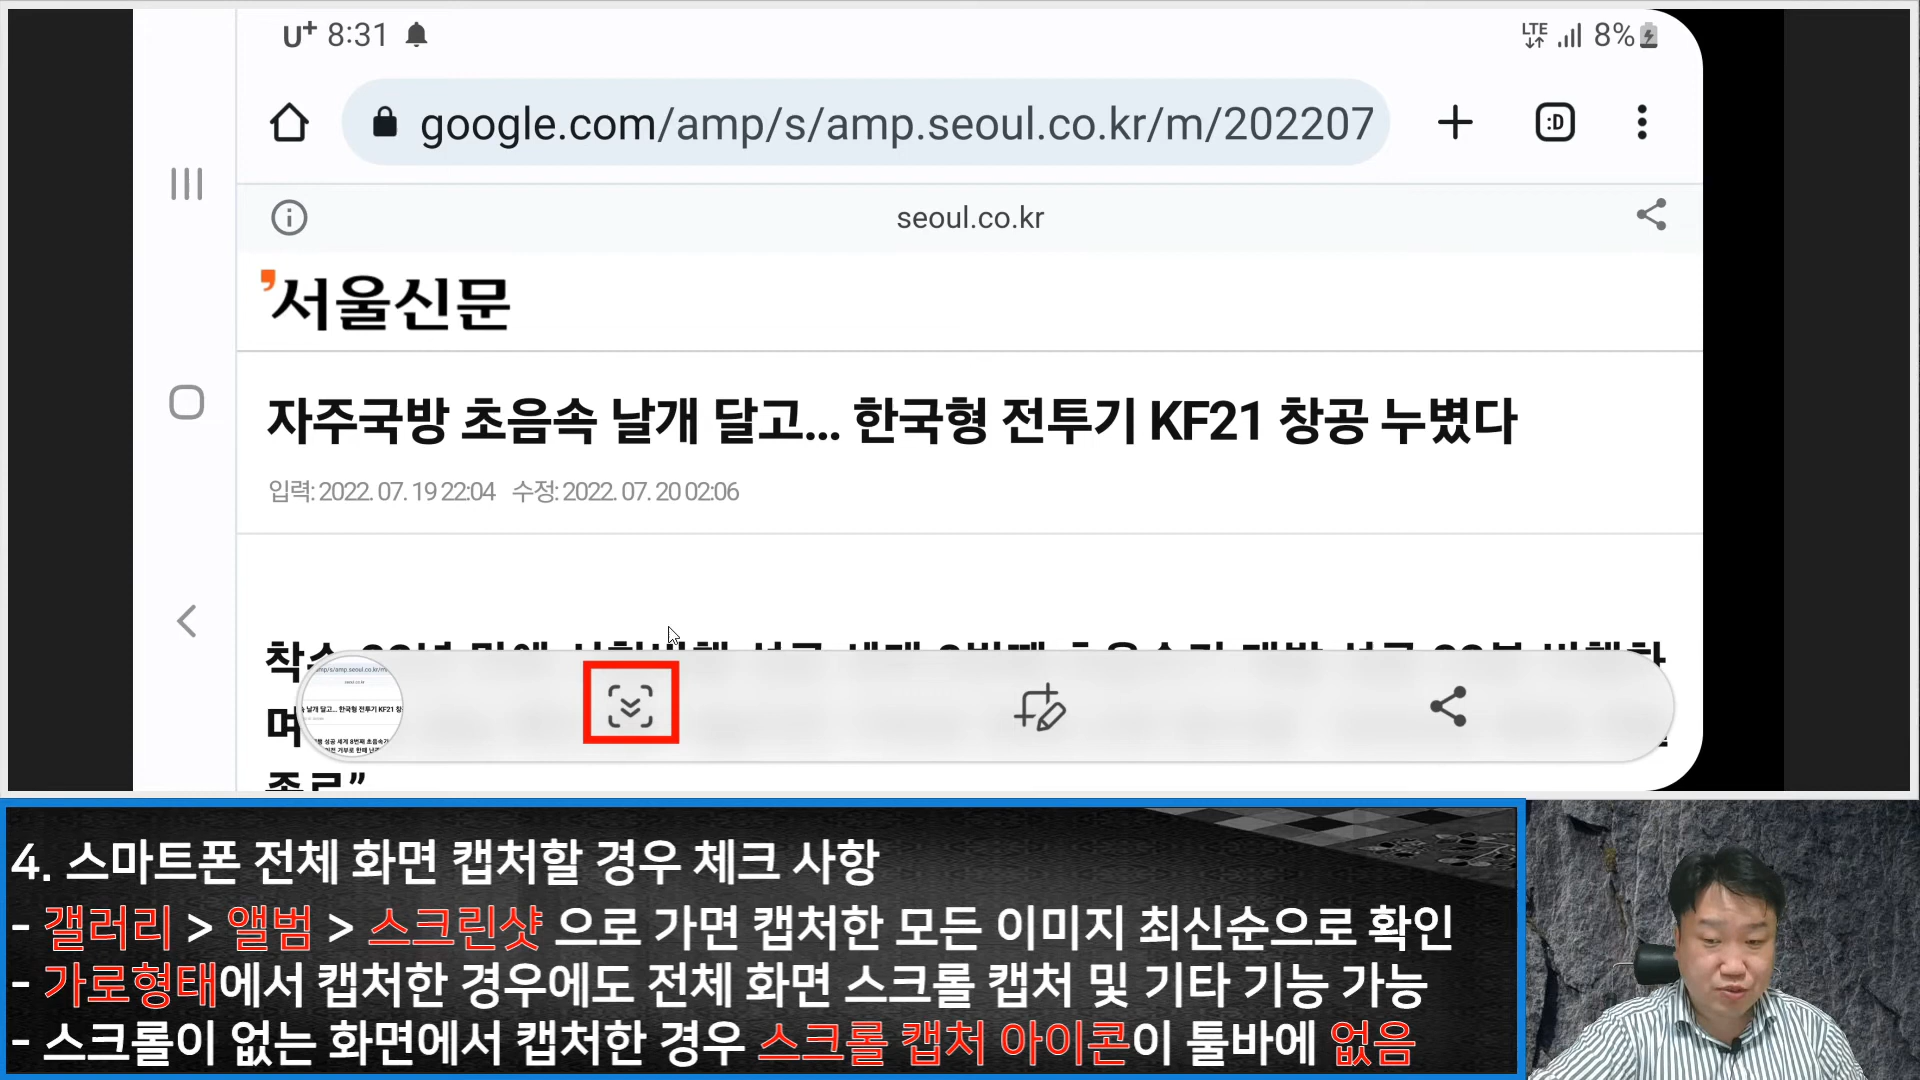 U+ 8:31
LTE 8%
google.com/amp/s/amp.seoul.co.kr/m/202207
:D
seoul.co.kr
서울신문
자주국방 초음속 날개 달고... 한국형 전투기 KF21 창공 누볐다
입력: 2022. 07. 19 22:04 수정: 2022. 07. 20 02:06
며
종료”
4. 스마트폰 전체 화면 캡처할 경우 체크 사항
- 갤러리 > 앨범 > 스크린샷 으로 가면 캡처한 모든 이미지 최신순으로 확인
- 가로형태에서 캡처한 경우에도 전체 화면 스크롤 캡처 및 기타 기능 가능
- 스크롤이 없는 화면에서 캡처한 경우 스크롤 캡처 아이콘이 툴바에 없음